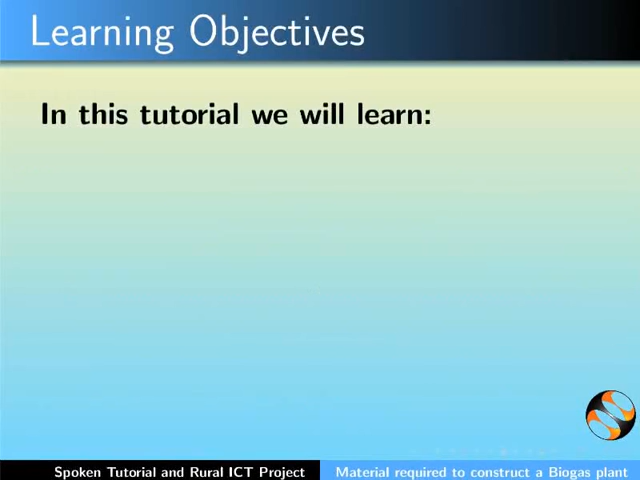 Learning Objectives
In this tutorial we will learn:
Spoken Tutorial and Rural ICT Project
Material required to construct a Biogas plant